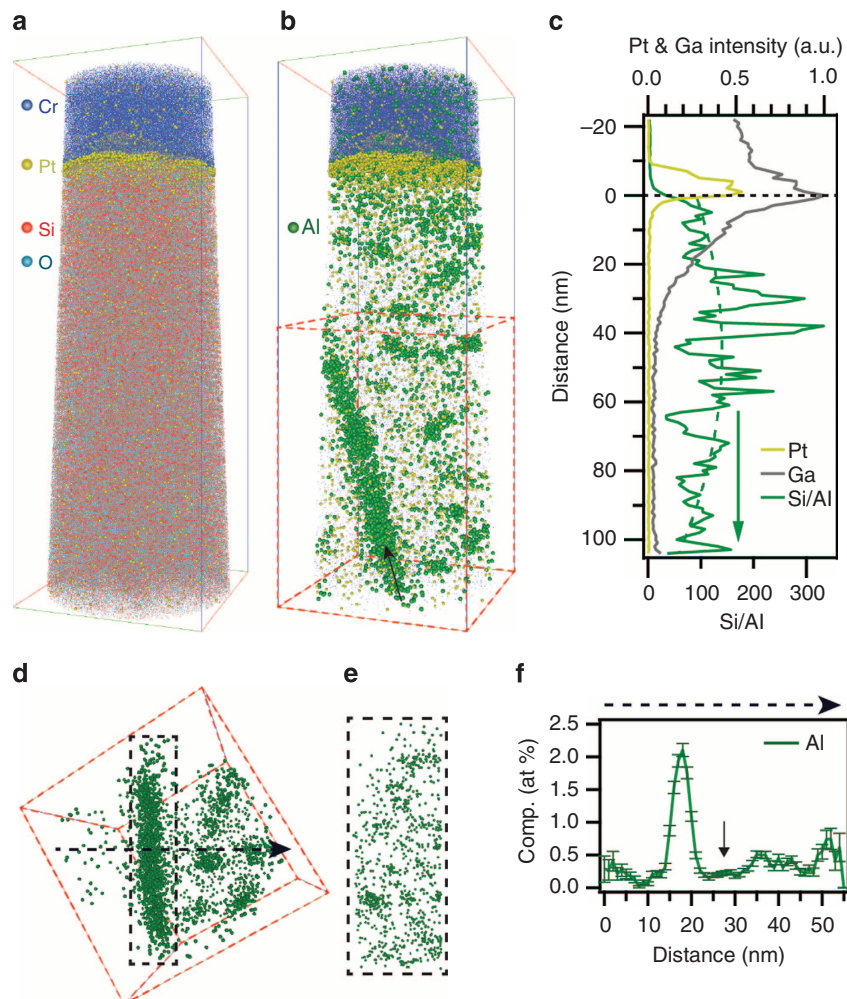 a
b
c
Cr
Pt
Si
O
Al
Pt & Ga intensity (a.u.)
0.0 0.5 1.0
–20
0
20
40
60
80
100
Distance (nm)
Pt
Ga
Si/Al
0 100 200 300
Si/Al
d
e
f
2.5
2.0
1.5
1.0
0.5
0.0
Comp. (at %)
Al
0 10 20 30 40 50
Distance (nm)